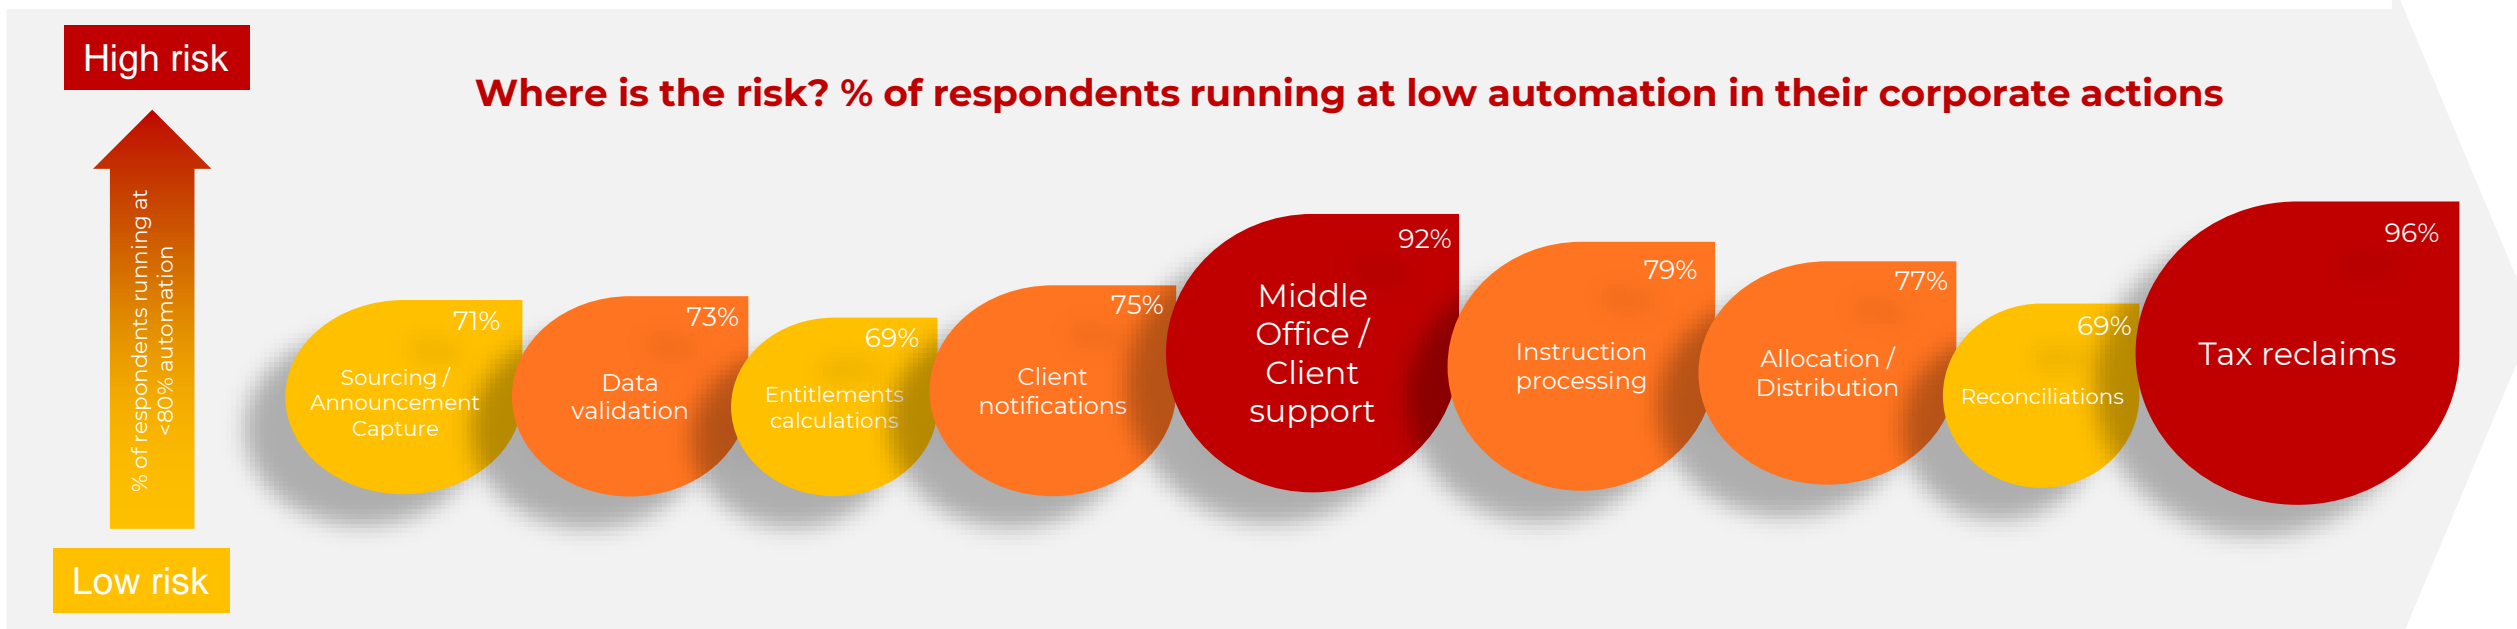 High risk
Where is the risk? % of respondents running at low automation in their corporate actions
% of respondents running at
<80% automation
Low risk
71%
Sourcing /
Announcement
Capture
73%
Data
validation
69%
Entitlements
calculations
75%
Client
notifications
92%
Middle
Office /
Client
support
79%
Instruction
processing
77%
Allocation /
Distribution
69%
Reconciliations
96%
Tax reclaims